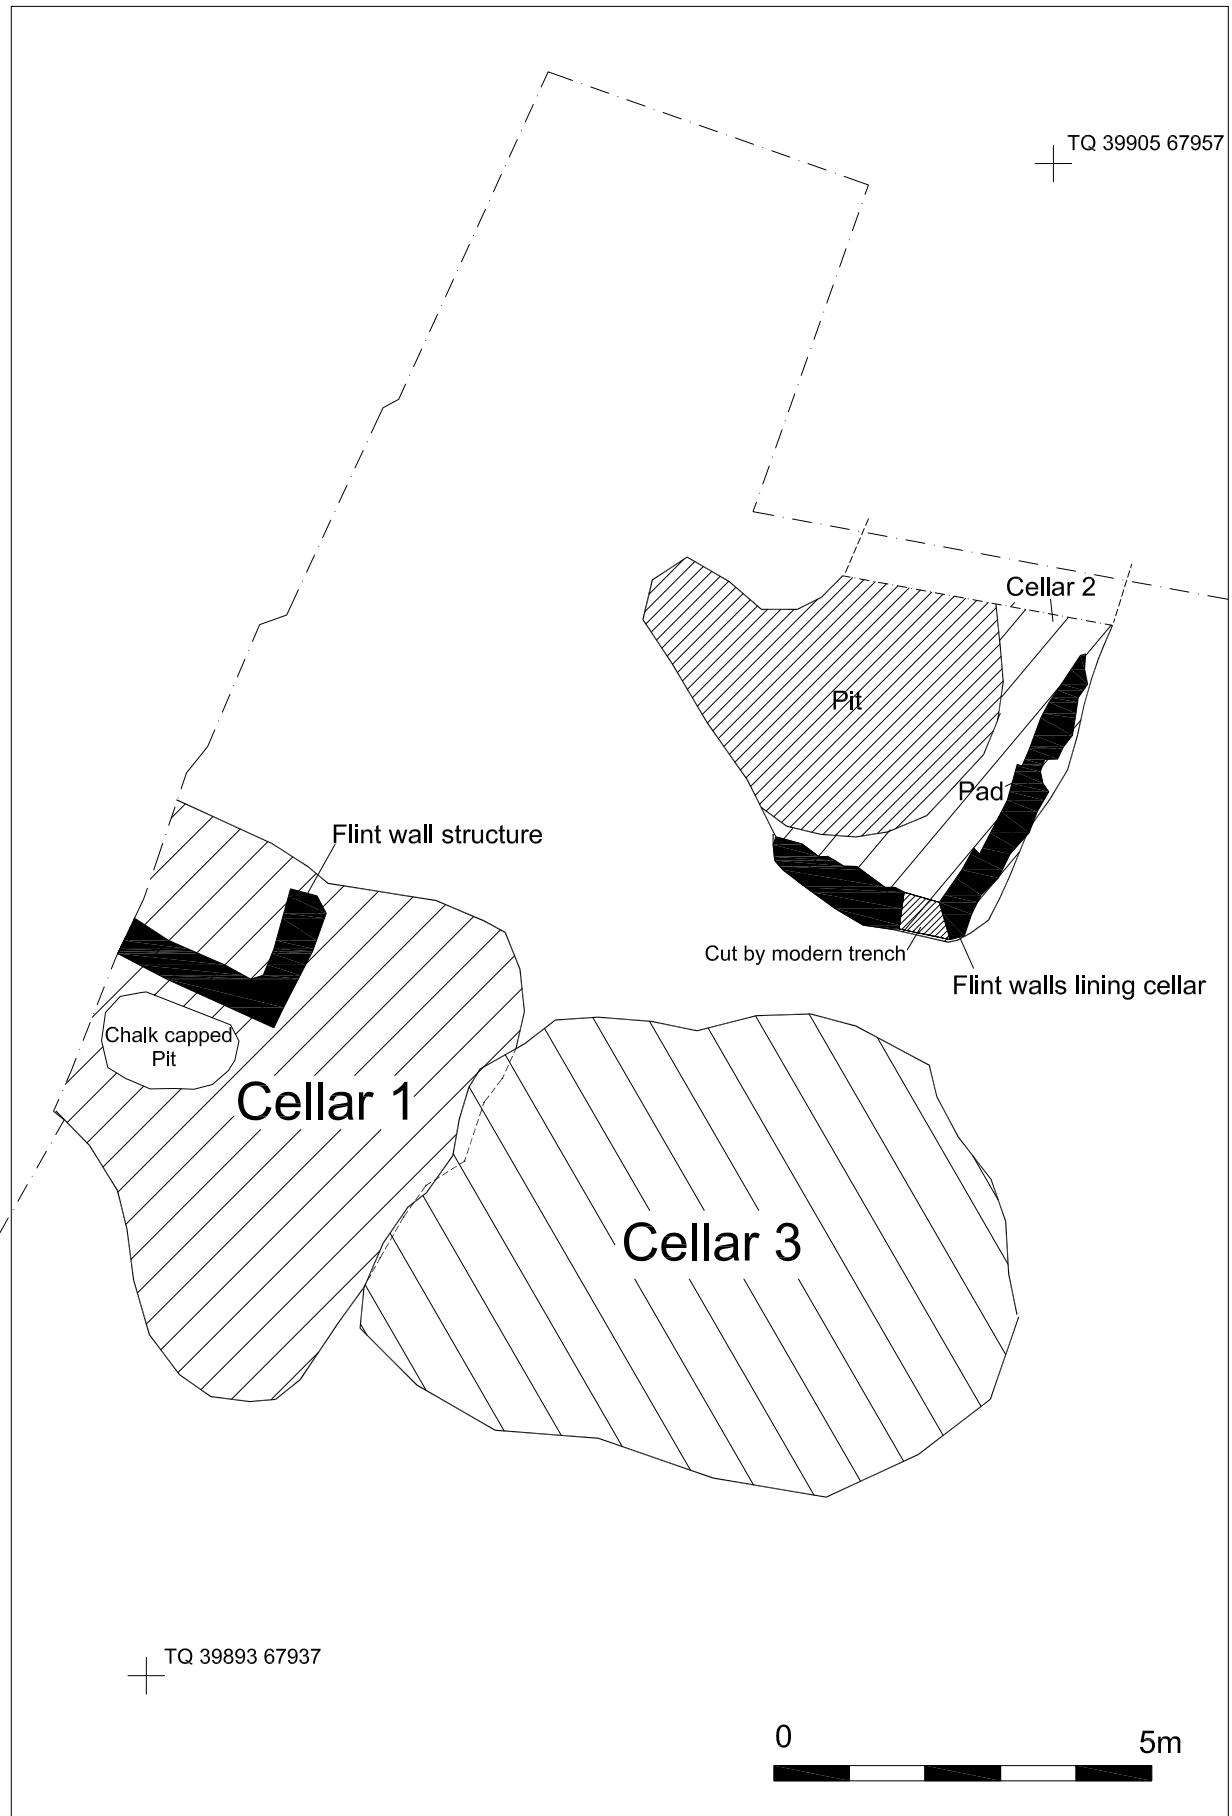 TQ 39905 67957
Cellar 2
Pit
Pad
Flint wall structure
Cut by modern trench
Flint walls lining cellar
Chalk capped
Pit
Cellar 1
Cellar 3
TQ 39893 67937
0
5m